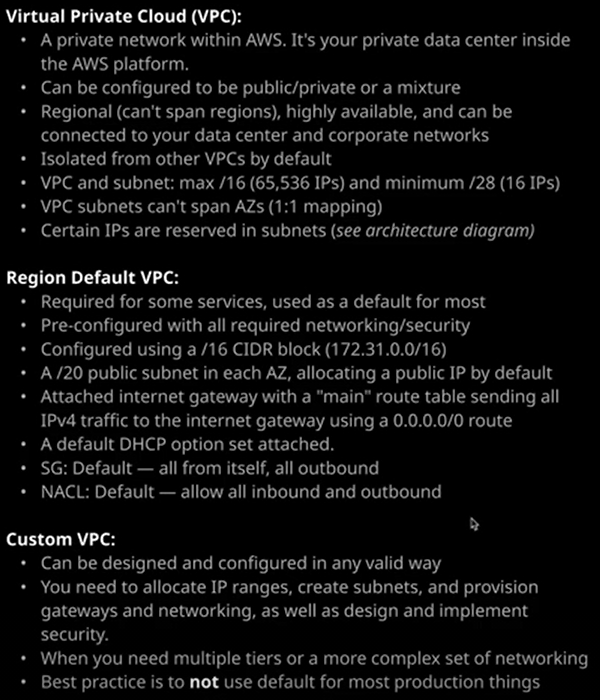 Virtual Private Cloud (VPC):
• A private network within AWS. It's your private data center inside
the AWS platform.
• Can be configured to be public/private or a mixture
• Regional (can't span regions), highly available, and can be
connected to your data center and corporate networks
• Isolated from other VPCs by default
• VPC and subnet: max /16 (65,536 IPs) and minimum /28 (16 IPs)
• VPC subnets can't span AZs (1:1 mapping)
• Certain IPs are reserved in subnets (see architecture diagram)
Region Default VPC:
• Required for some services, used as a default for most
• Pre-configured with all required networking/security
• Configured using a /16 CIDR block (172.31.0.0/16)
• A /20 public subnet in each AZ, allocating a public IP by default
• Attached internet gateway with a "main" route table sending all
IPv4 traffic to the internet gateway using a 0.0.0.0/0 route
• A default DHCP option set attached.
• SG: Default — all from itself, all outbound
• NACL: Default — allow all inbound and outbound
Custom VPC:
• Can be designed and configured in any valid way
• You need to allocate IP ranges, create subnets, and provision
gateways and networking, as well as design and implement
security.
• When you need multiple tiers or a more complex set of networking
• Best practice is to not use default for most production things